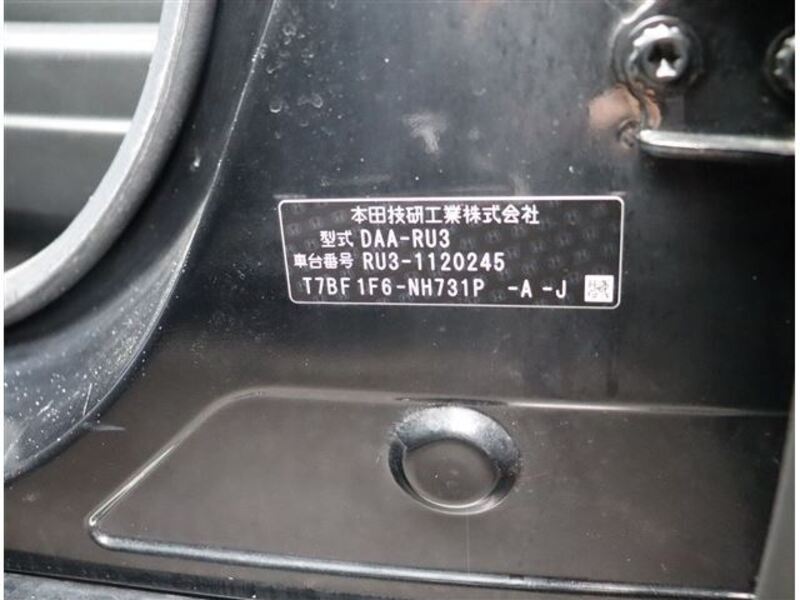 本田技研工業株式会社
型式 DAA-RU3
車台番号 RU3-1120245
T7BF1F6-NH731P -A -J